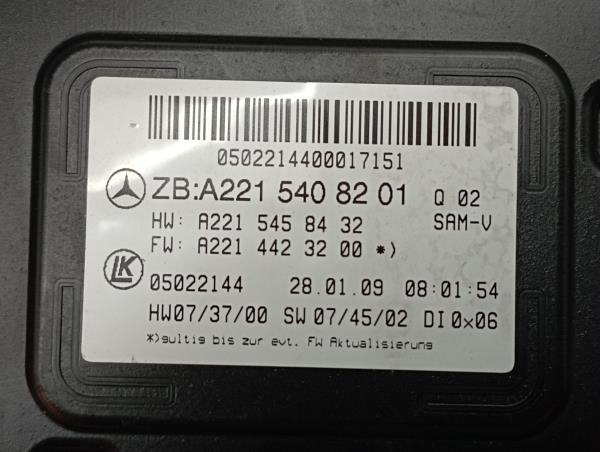 0502214400017151
ZB:A221 540 82 01 Q 02
HW: A221 545 84 32 SAM-V
FW: A221 442 32 00 *)
LK
05022144 28.01.09 08:01:54
HW07/37/00 SW 07/45/02 DI 0x06
*)gültig bis zur evt. FW Aktualisierung